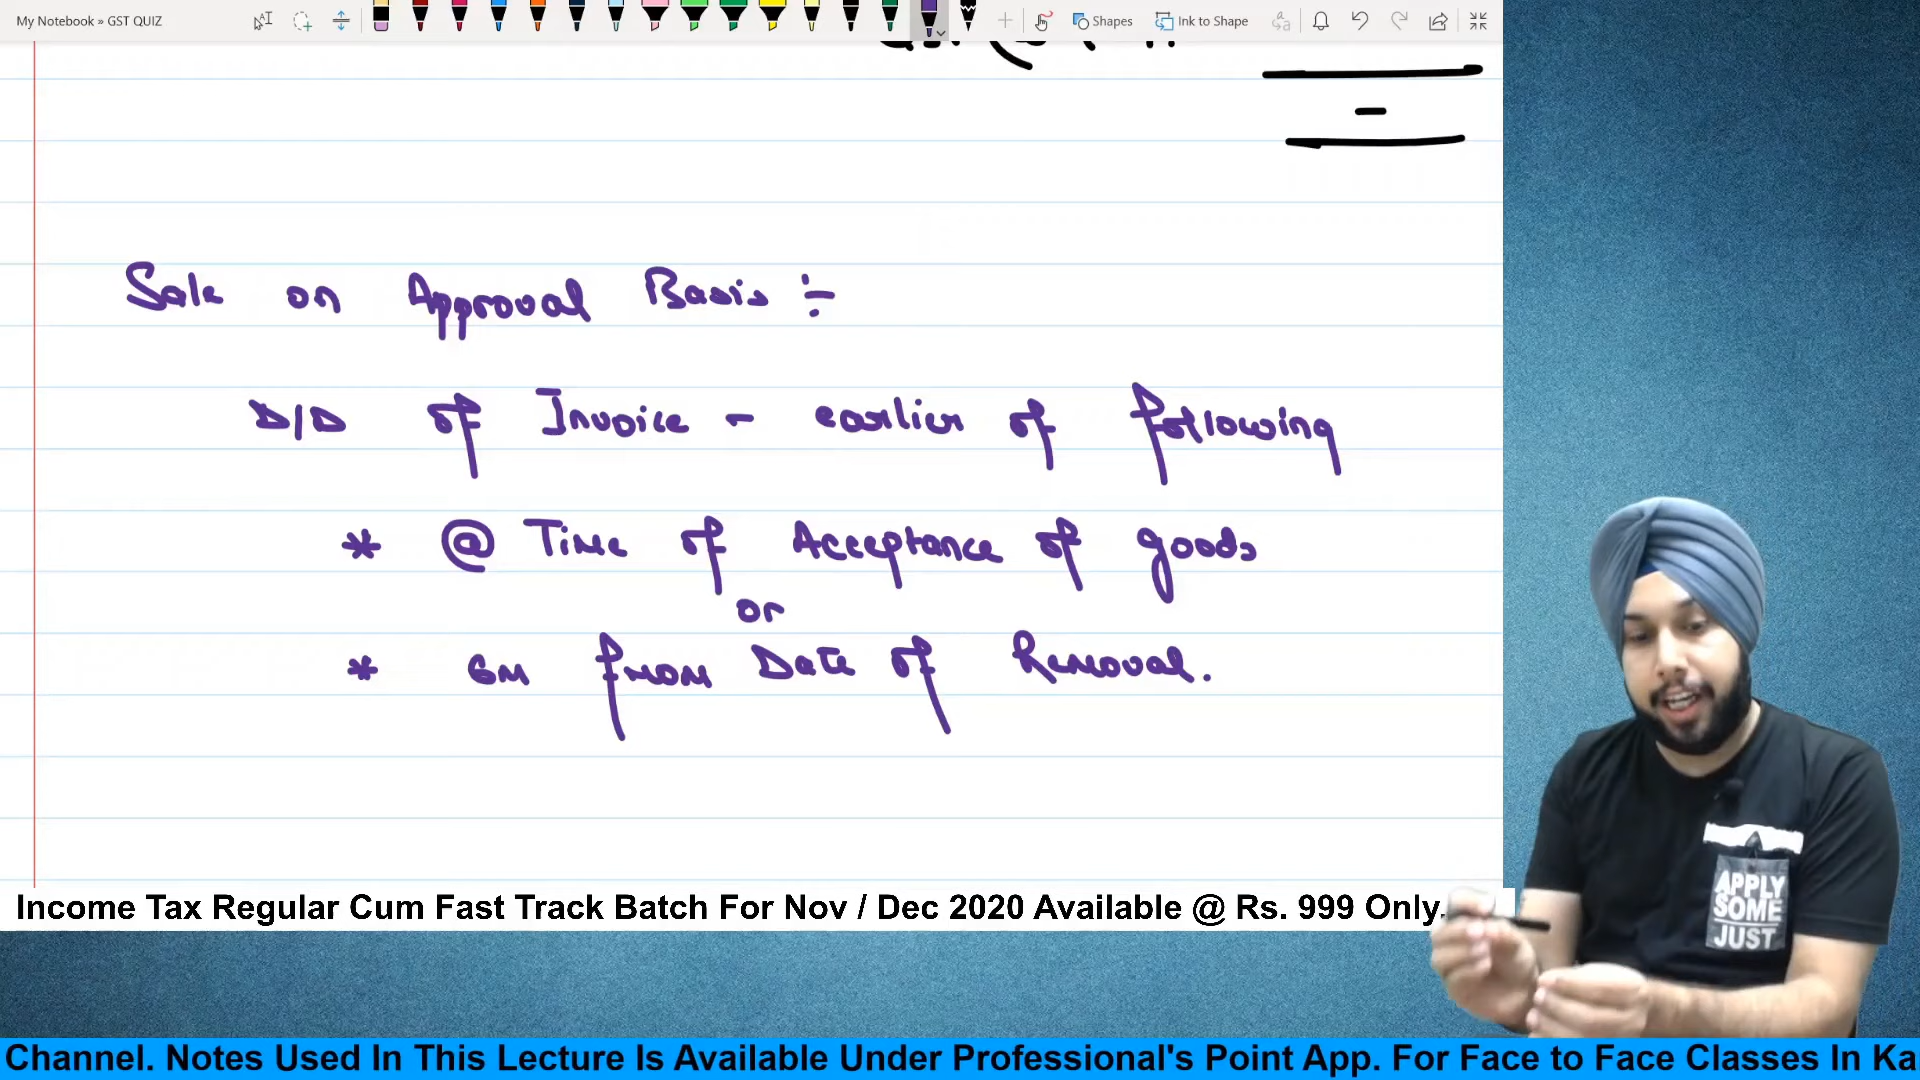 My Notebook » GST QUIZ
Shapes
Ink to Shape
Sale on Approval Basis :-
D/D of Invoice - earlier of following
* @ Time of Acceptance of goods
or
* 6m from Date of Removal.
APPLY
SOME
JUST
Income Tax Regular Cum Fast Track Batch For Nov / Dec 2020 Available @ Rs. 999 Only.
Channel. Notes Used In This Lecture Is Available Under Professional's Point App. For Face to Face Classes In Ka